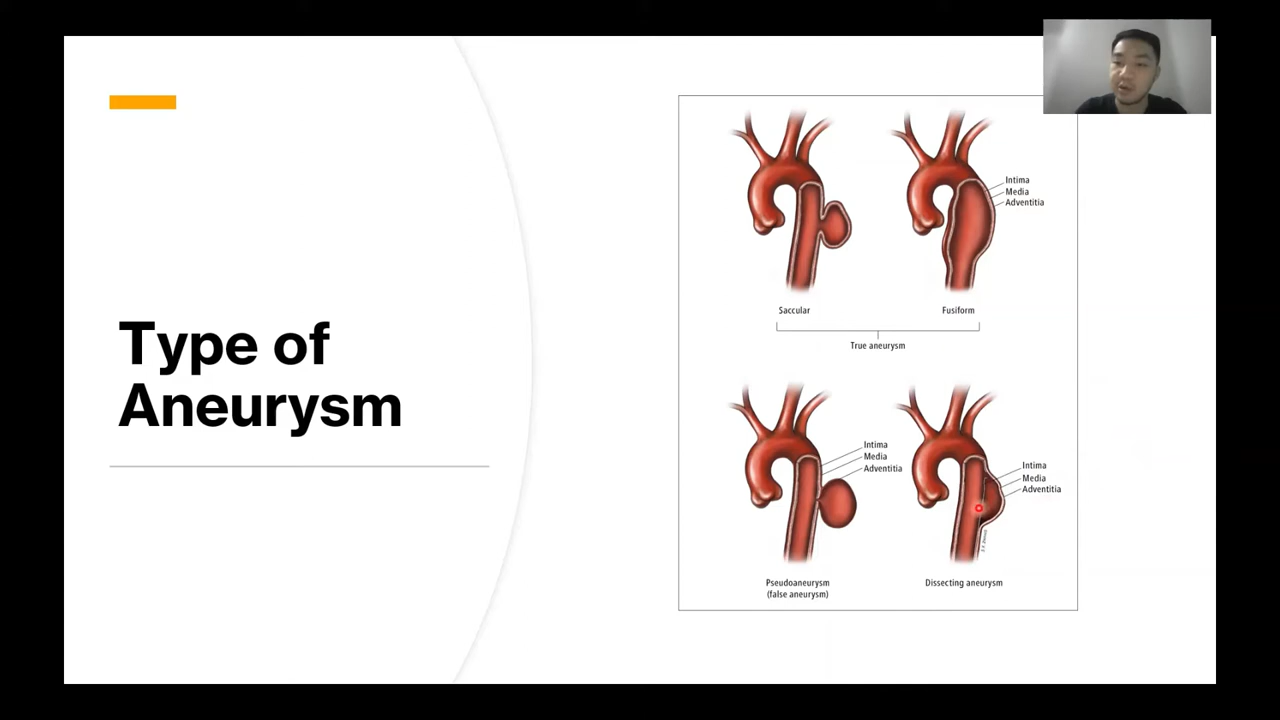 Type of
Aneurysm
Intima
Media
Adventitia
Saccular
Fusiform
True aneurysm
Intima
Media
Adventitia
Intima
Media
Adventitia
Pseudoaneurysm
(false aneurysm)
Dissecting aneurysm